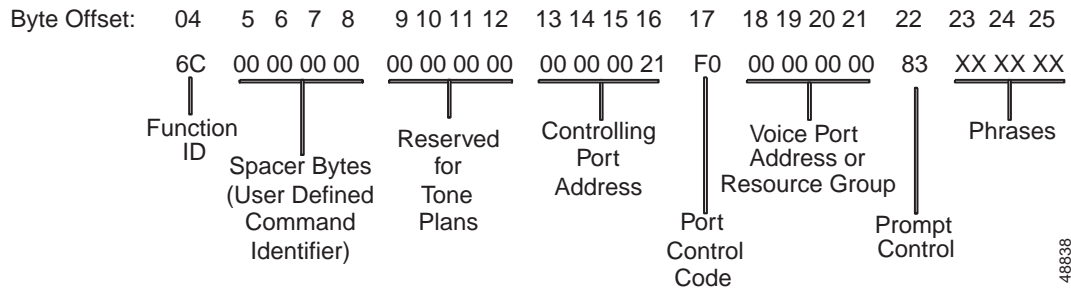 Byte Offset: 04 5 6 7 8 9 10 11 12 13 14 15 16 17 18 19 20 21 22 23 24 25
6C 00 00 00 00 00 00 00 00 00 00 00 21 F0 00 00 00 00 83 XX XX XX
Function
ID
Spacer Bytes
(User Defined
Command
Identifier)
Reserved
for
Tone
Plans
Controlling
Port
Address
Port
Control
Code
Voice Port
Address or
Resource Group
Prompt
Control
Phrases
48838